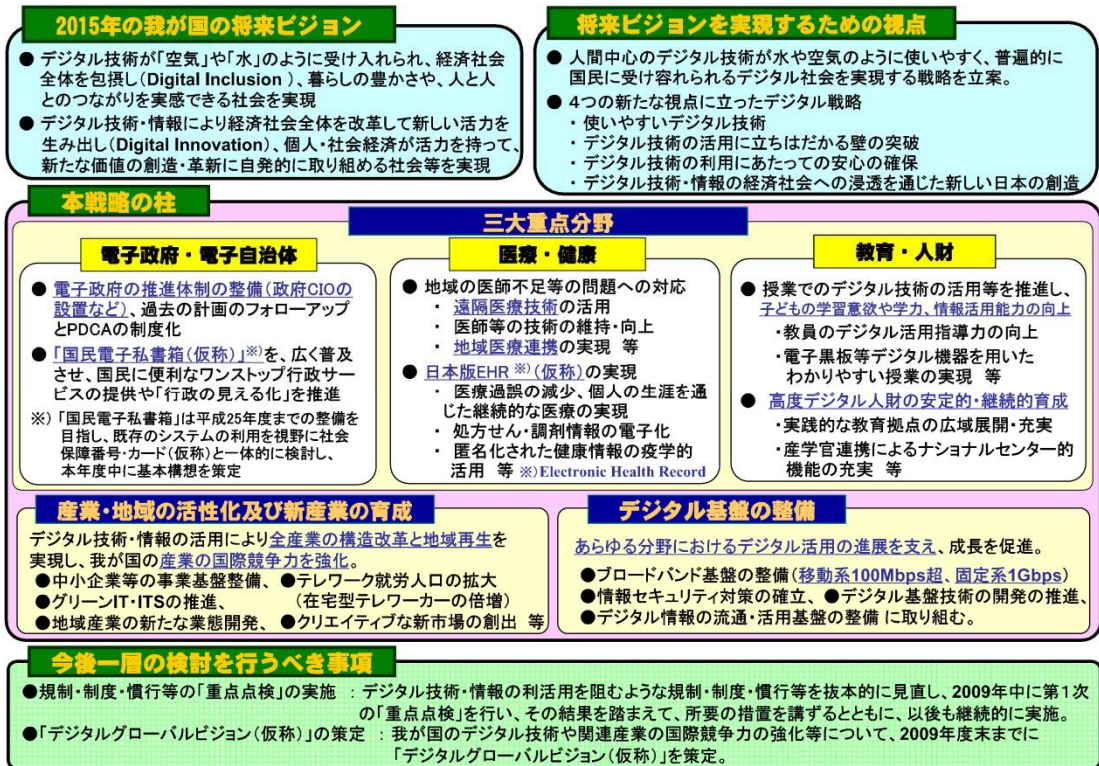 2015年の我が国の将来ビジョン
● デジタル技術が「空気」や「水」のように受け入れられ、経済社会
全体を包摂し(Digital Inclusion )、暮らしの豊かさや、人と人
とのつながりを実感できる社会を実現
● デジタル技術・情報により経済社会全体を改革して新しい活力を
生み出し(Digital Innovation)、個人・社会経済が活力を持って、
新たな価値の創造・革新に自発的に取り組める社会等を実現
将来ビジョンを実現するための視点
● 人間中心のデジタル技術が水や空気のように使いやすく、普遍的に
国民に受け容れられるデジタル社会を実現する戦略を立案。
● 4つの新たな視点に立ったデジタル戦略
・ 使いやすいデジタル技術
・ デジタル技術の活用に立ちはだかる壁の突破
・ デジタル技術の利用にあたっての安心の確保
・ デジタル技術・情報の経済社会への浸透を通じた新しい日本の創造
本戦略の柱
三大重点分野
電子政府・電子自治体
● 電子政府の推進体制の整備(政府CIOの
設置など)、過去の計画のフォローアップ
とPDCAの制度化
● 「国民電子私書箱(仮称)」※)を、広く普及
させ、国民に便利なワンストップ行政サー
ビスの提供や「行政の見える化」を推進
※)「国民電子私書箱」は平成25年度までの整備を
目指し、既存のシステムの利用を視野に社会
保障番号・カード(仮称)と一体的に検討し、
本年度中に基本構想を策定
医療・健康
● 地域の医師不足等の問題への対応
・ 遠隔医療技術の活用
・ 医師等の技術の維持・向上
・ 地域医療連携の実現 等
● 日本版EHR ※)(仮称)の実現
・ 医療過誤の減少、個人の生涯を通
じた継続的な医療の実現
・ 処方せん・調剤情報の電子化
・ 匿名化された健康情報の疫学的
活用 等 ※)Electronic Health Record
教育・人財
● 授業でのデジタル技術の活用等を推進し、
子どもの学習意欲や学力、情報活用能力の向上
・教員のデジタル活用指導力の向上
・電子黒板等デジタル機器を用いた
わかりやすい授業の実現 等
● 高度デジタル人財の安定的・継続的育成
・実践的な教育拠点の広域展開・充実
・産学官連携によるナショナルセンター的
機能の充実 等
産業・地域の活性化及び新産業の育成
デジタル技術・情報の活用により全産業の構造改革と地域再生を
実現し、我が国の産業の国際競争力を強化。
●中小企業等の事業基盤整備、 ●テレワーク就労人口の拡大
●グリーンIT・ITSの推進、 (在宅型テレワーカーの倍増)
●地域産業の新たな業態開発、 ●クリエイティブな新市場の創出 等
デジタル基盤の整備
あらゆる分野におけるデジタル活用の進展を支え、成長を促進。
●ブロードバンド基盤の整備(移動系100Mbps超、固定系1Gbps)
●情報セキュリティ対策の確立、●デジタル基盤技術の開発の推進、
●デジタル情報の流通・活用基盤の整備 に取り組む。
今後一層の検討を行うべき事項
●規制・制度・慣行等の「重点点検」の実施 :デジタル技術・情報の利活用を阻むような規制・制度・慣行等を抜本的に見直し、2009年中に第1次
の「重点点検」を行い、その結果を踏まえて、所要の措置を講ずるとともに、以後も継続的に実施。
●「デジタルグローバルビジョン(仮称)」の策定 :我が国のデジタル技術や関連産業の国際競争力の強化等について、2009年度末までに
「デジタルグローバルビジョン(仮称)」を策定。